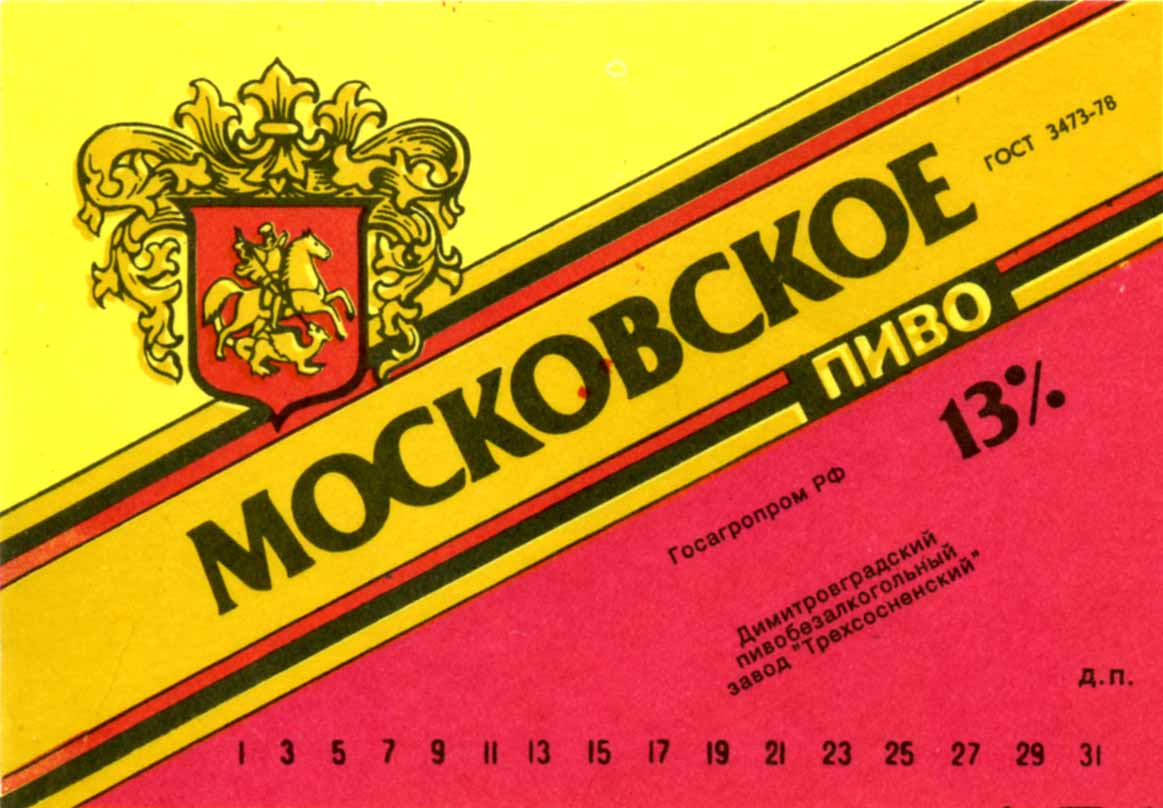 МОСКОВСКОЕ
ГОСТ 3473-78
ПИВО
13%
Госагропром РФ
Димитровградский
пивобезалкогольный
завод "Трехсосненский"
Д.П.
1 3 5 7 9 11 13 15 17 19 21 23 25 27 29 31